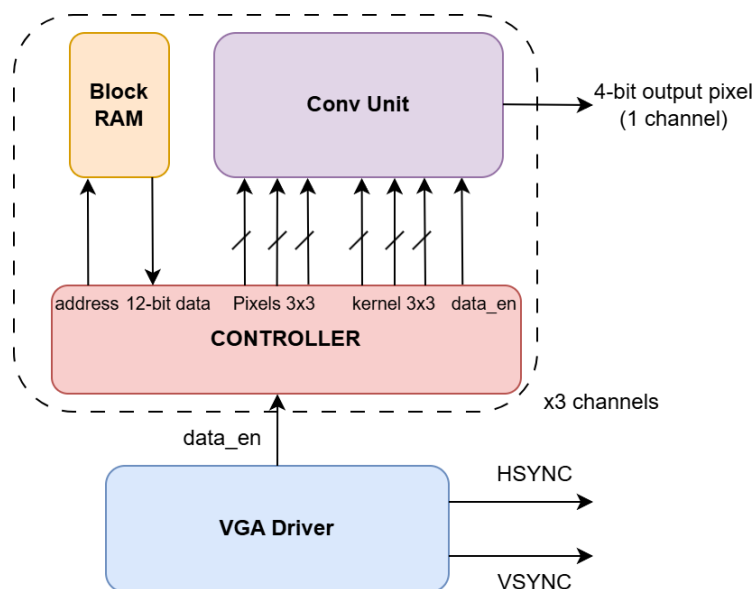 Block
RAM
Conv Unit
4-bit output pixel
(1 channel)
address 12-bit data Pixels 3x3 kernel 3x3 data_en
CONTROLLER
x3 channels
data_en
HSYNC
VGA Driver
VSYNC